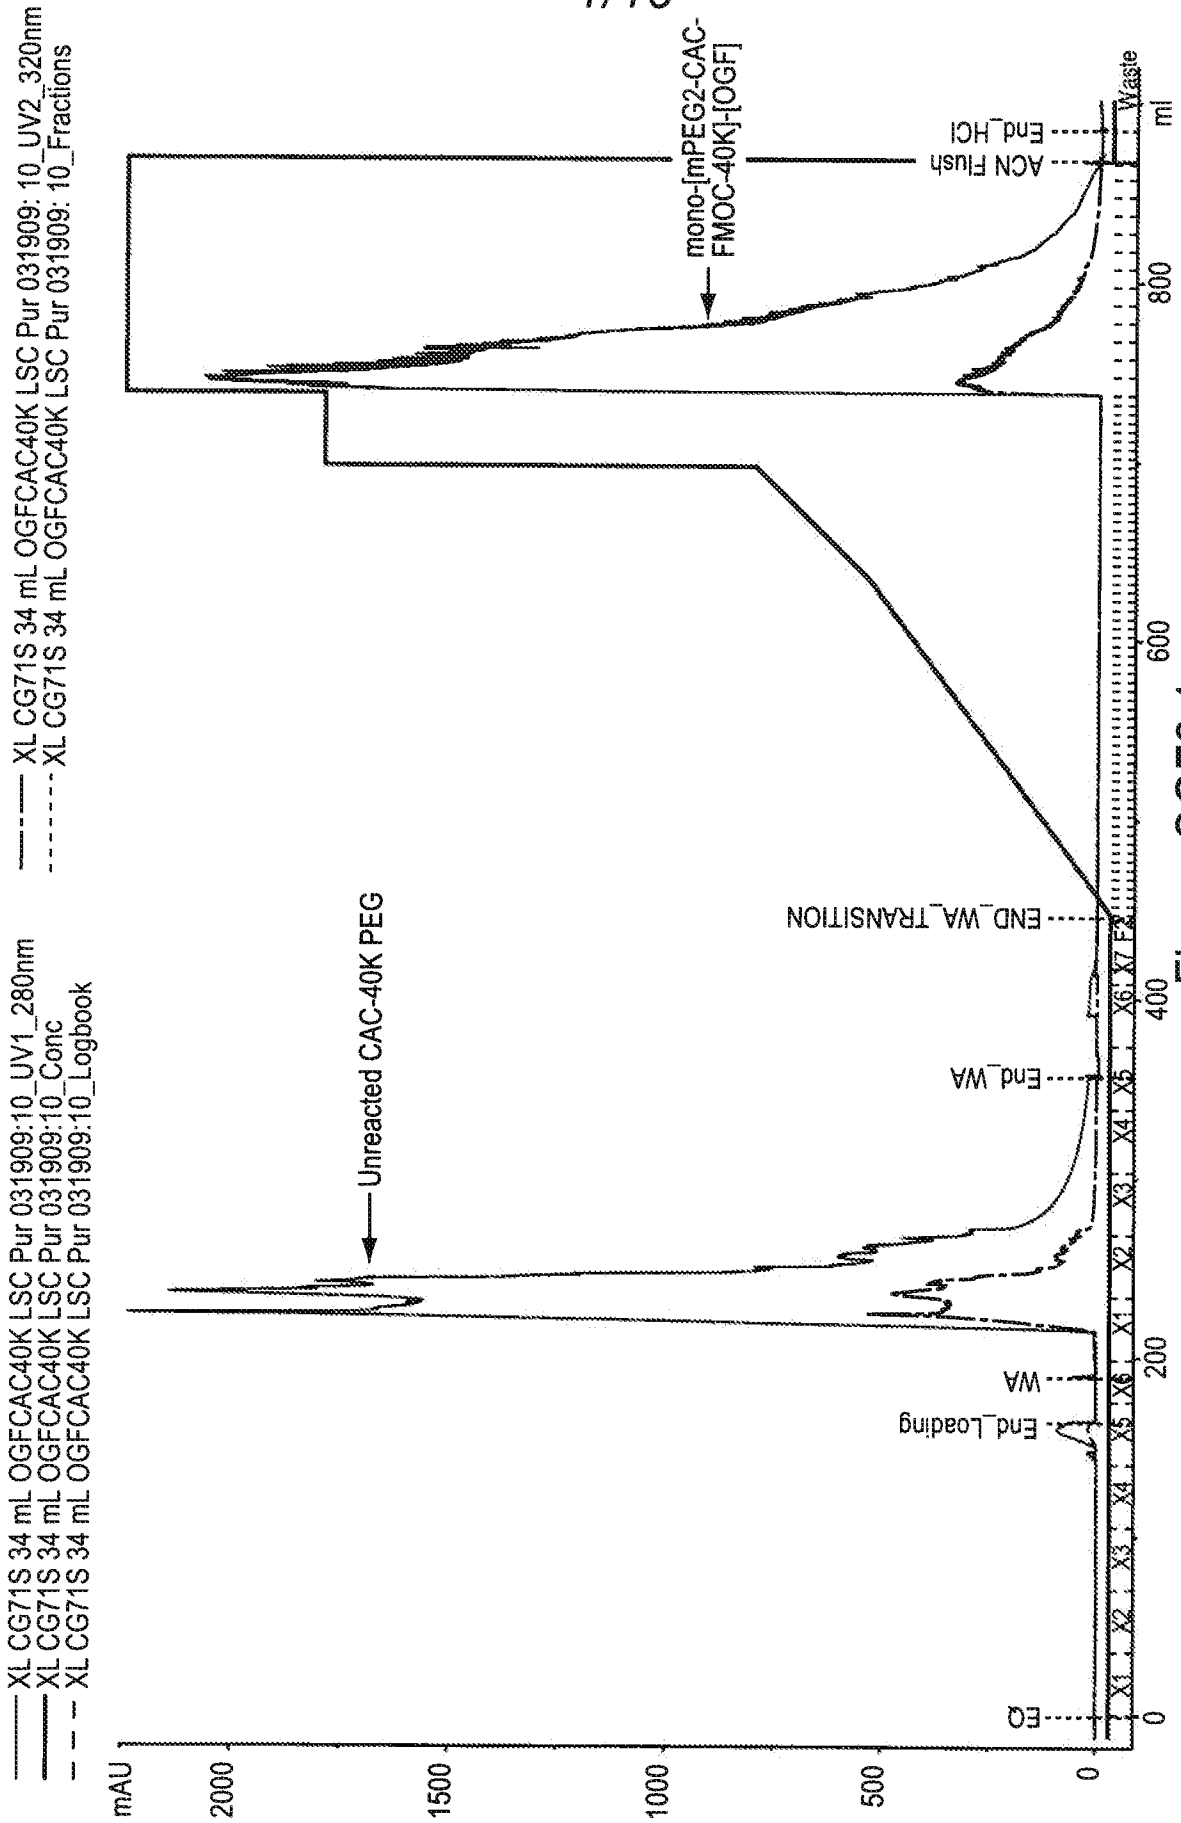 XL CG71S 34 mL OGFCAC40K LSC Pur 031909:10_UV1_280nm
XL CG71S 34 mL OGFCAC40K LSC Pur 031909:10_Conc
XL CG71S 34 mL OGFCAC40K LSC Pur 031909:10_Logbook
XL CG71S 34 mL OGFCAC40K LSC Pur 031909: 10_UV2_320nm
XL CG71S 34 mL OGFCAC40K LSC Pur 031909: 10_Fractions
mAU
2000
1500
1000
500
0
Unreacted CAC-40K PEG
mono-[mPEG2-CAC-
FMOC-40K]-[OGF]
EQ
End_Loading
WA
End_WA
END_WA_TRANSITION
ACN Flush
End_HCl
X1 X2 X3 X4 X5 X6 X1 X2 X3 X4 X5 X6 X7 F2 Waste
0 200 400 600 800 ml